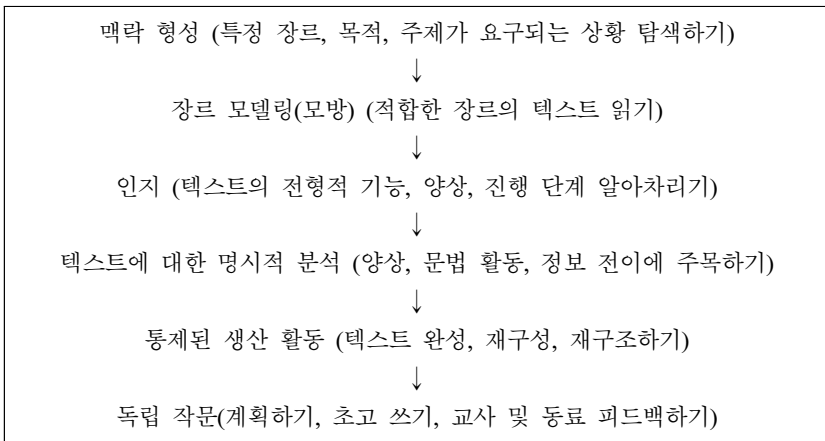 맥락 형성 (특정 장르, 목적, 주제가 요구되는 상황 탐색하기)
↓
장르 모델링(모방) (적합한 장르의 텍스트 읽기)
↓
인지 (텍스트의 전형적 기능, 양상, 진행 단계 알아차리기)
↓
텍스트에 대한 명시적 분석 (양상, 문법 활동, 정보 전이에 주목하기)
↓
통제된 생산 활동 (텍스트 완성, 재구성, 재구조하기)
↓
독립 작문(계획하기, 초고 쓰기, 교사 및 동료 피드백하기)